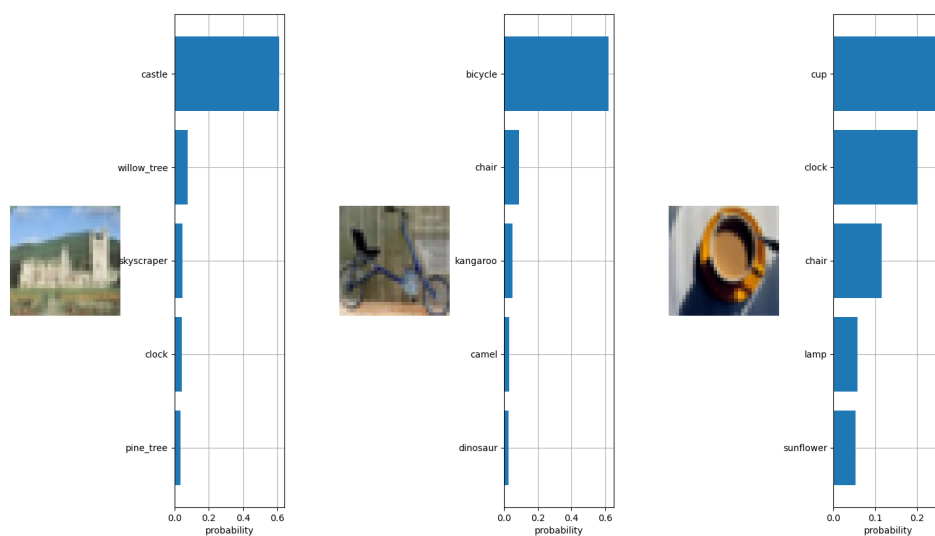 castle
willow_tree
skyscraper
clock
pine_tree
0.0 0.2 0.4 0.6
probability
bicycle
chair
kangaroo
camel
dinosaur
0.0 0.2 0.4 0.6
probability
cup
clock
chair
lamp
sunflower
0.0 0.1 0.2
probability